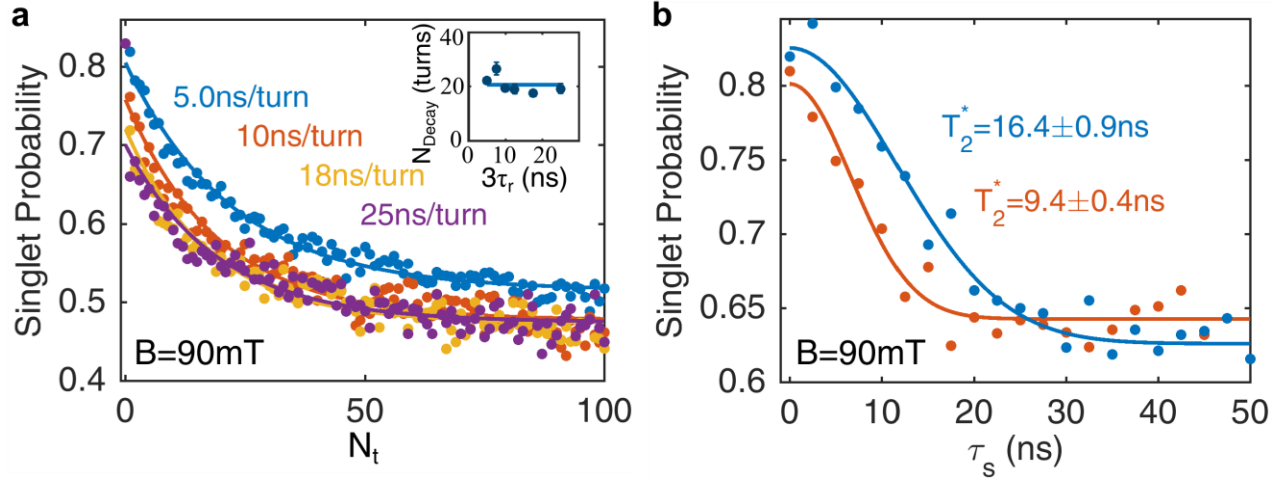 a
Singlet Probability
0.8
0.7
0.6
0.5
0.4
0
50
100
N_t
5.0ns/turn
10ns/turn
18ns/turn
25ns/turn
B=90mT
N_Decay (turns)
40
20
0
0
10
20
3τ_r (ns)
b
Singlet Probability
0.8
0.75
0.7
0.65
0.6
0
10
20
30
40
50
τ_s (ns)
T_2^*=16.4±0.9ns
T_2^*=9.4±0.4ns
B=90mT